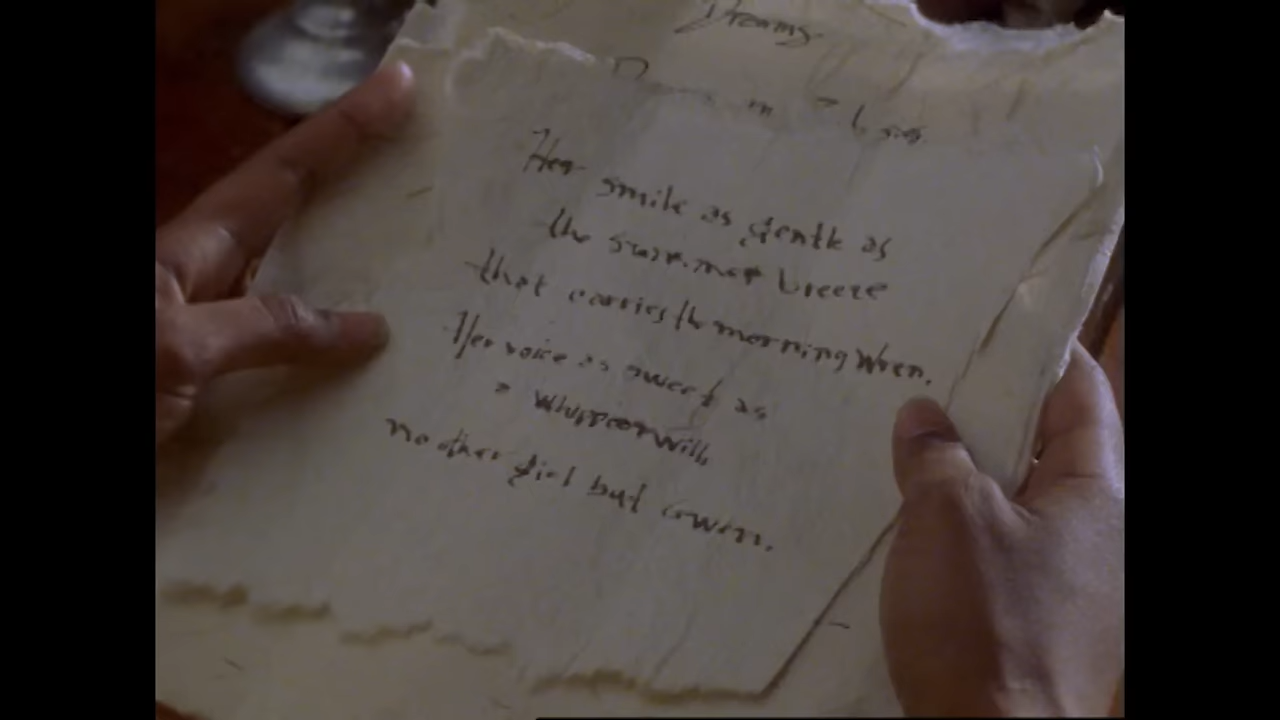 Dreams
Her smile as gentle as
the summer breeze
that carries the morning wren.
Her voice as sweet as
a whippoorwill,
no other girl but Gwen.